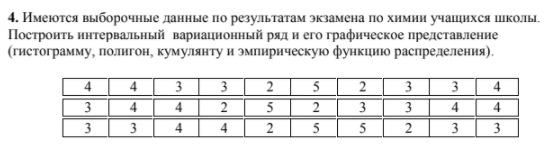 4. Имеются выборочные данные по результатам экзамена по химии учащихся школы.
Построить интервальный вариационный ряд и его графическое представление
(гистограмму, полигон, кумулянту и эмпирическую функцию распределения).
4 4 3 3 2 5 2 3 3 4
3 4 4 2 5 2 3 3 4 4
3 3 4 4 2 5 5 2 3 3